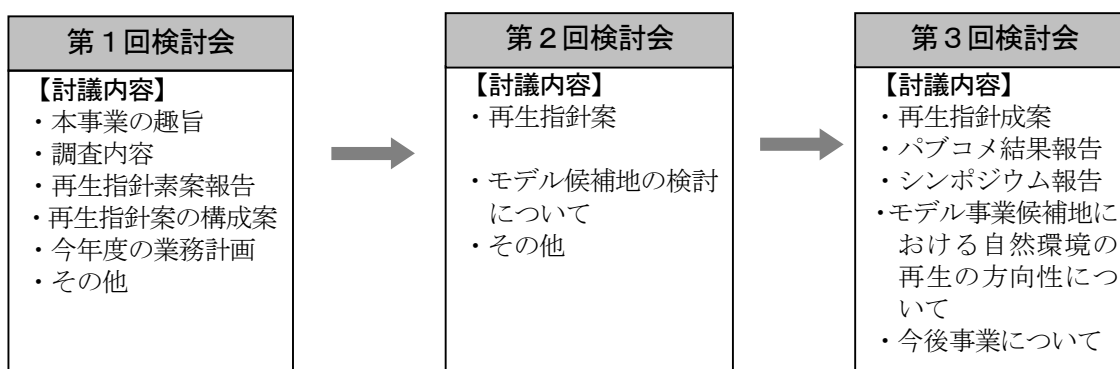 第１回検討会
【討議内容】
・本事業の趣旨
・調査内容
・再生指針素案報告
・再生指針案の構成案
・今年度の業務計画
・その他
第２回検討会
【討議内容】
・再生指針案
・モデル候補地の検討
について
・その他
第３回検討会
【討議内容】
・再生指針成案
・パブコメ結果報告
・シンポジウム報告
・モデル事業候補地に
おける自然環境の
再生の方向性につ
いて
・今後事業について